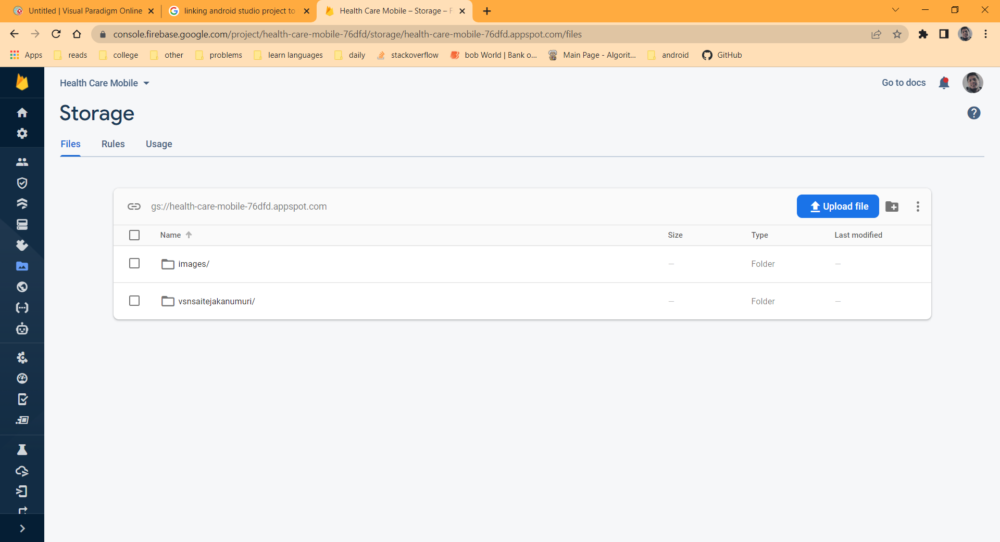 Untitled | Visual Paradigm Online
linking android studio project to
Health Care Mobile – Storage – F
console.firebase.google.com/project/health-care-mobile-76dfd/storage/health-care-mobile-76dfd.appspot.com/files
Apps reads college other problems learn languages daily stackoverflow bob World | Bank o... Main Page - Algorit... android GitHub
Health Care Mobile
Go to docs
Storage
Files Rules Usage
gs://health-care-mobile-76dfd.appspot.com
Upload file
Name Size Type Last modified
images/ – Folder –
vsnsaitejakanumuri/ – Folder –